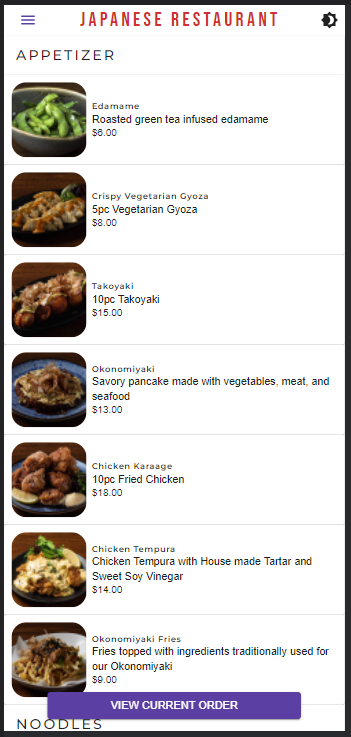 JAPANESE RESTAURANT
APPETIZER
Edamame
Roasted green tea infused edamame
$6.00
Crispy Vegetarian Gyoza
5pc Vegetarian Gyoza
$8.00
Takoyaki
10pc Takoyaki
$15.00
Okonomiyaki
Savory pancake made with vegetables, meat, and
seafood
$13.00
Chicken Karaage
10pc Fried Chicken
$18.00
Chicken Tempura
Chicken Tempura with House made Tartar and
Sweet Soy Vinegar
$14.00
Okonomiyaki Fries
Fries topped with ingredients traditionally used for
our Okonomiyaki
$9.00
VIEW CURRENT ORDER
NOODLES